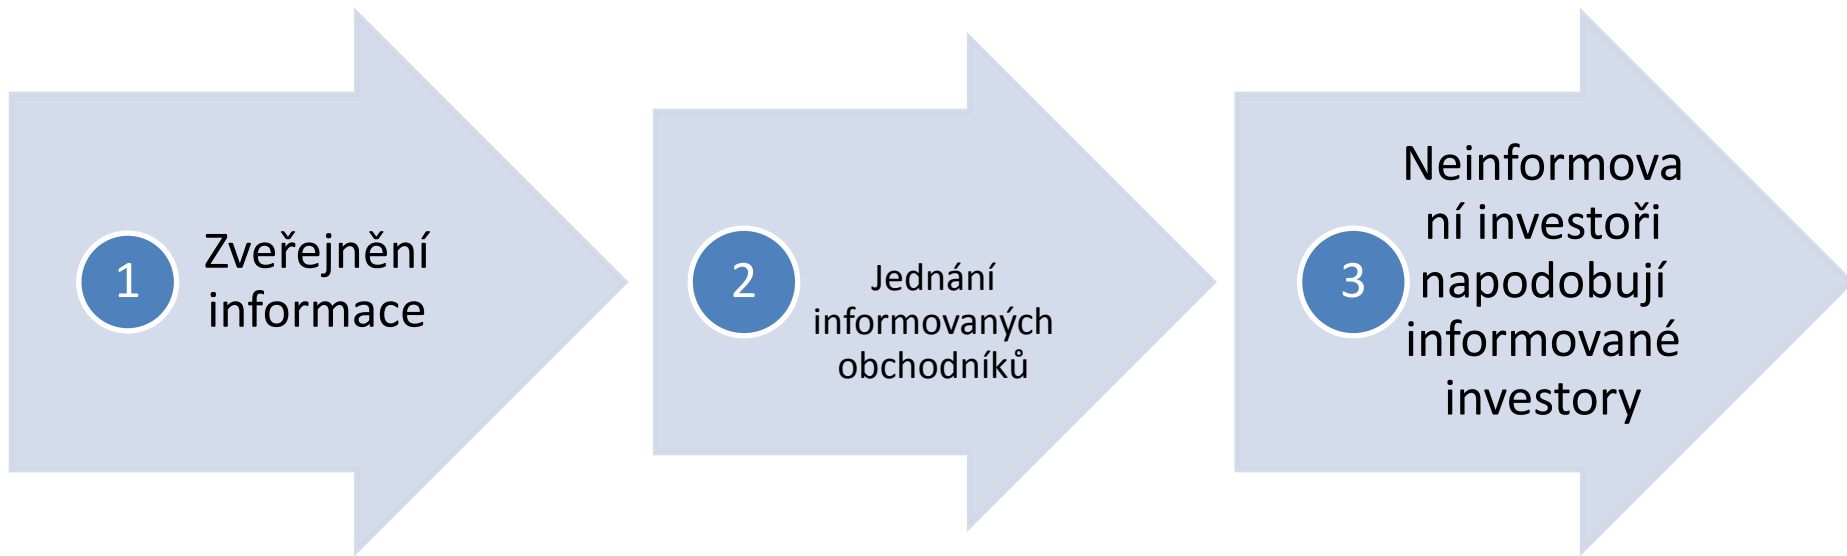 1
Zveřejnění
informace
2
Jednání
informovaných
obchodníků
3
Neinformova
ní investoři
napodobují
informované
investory